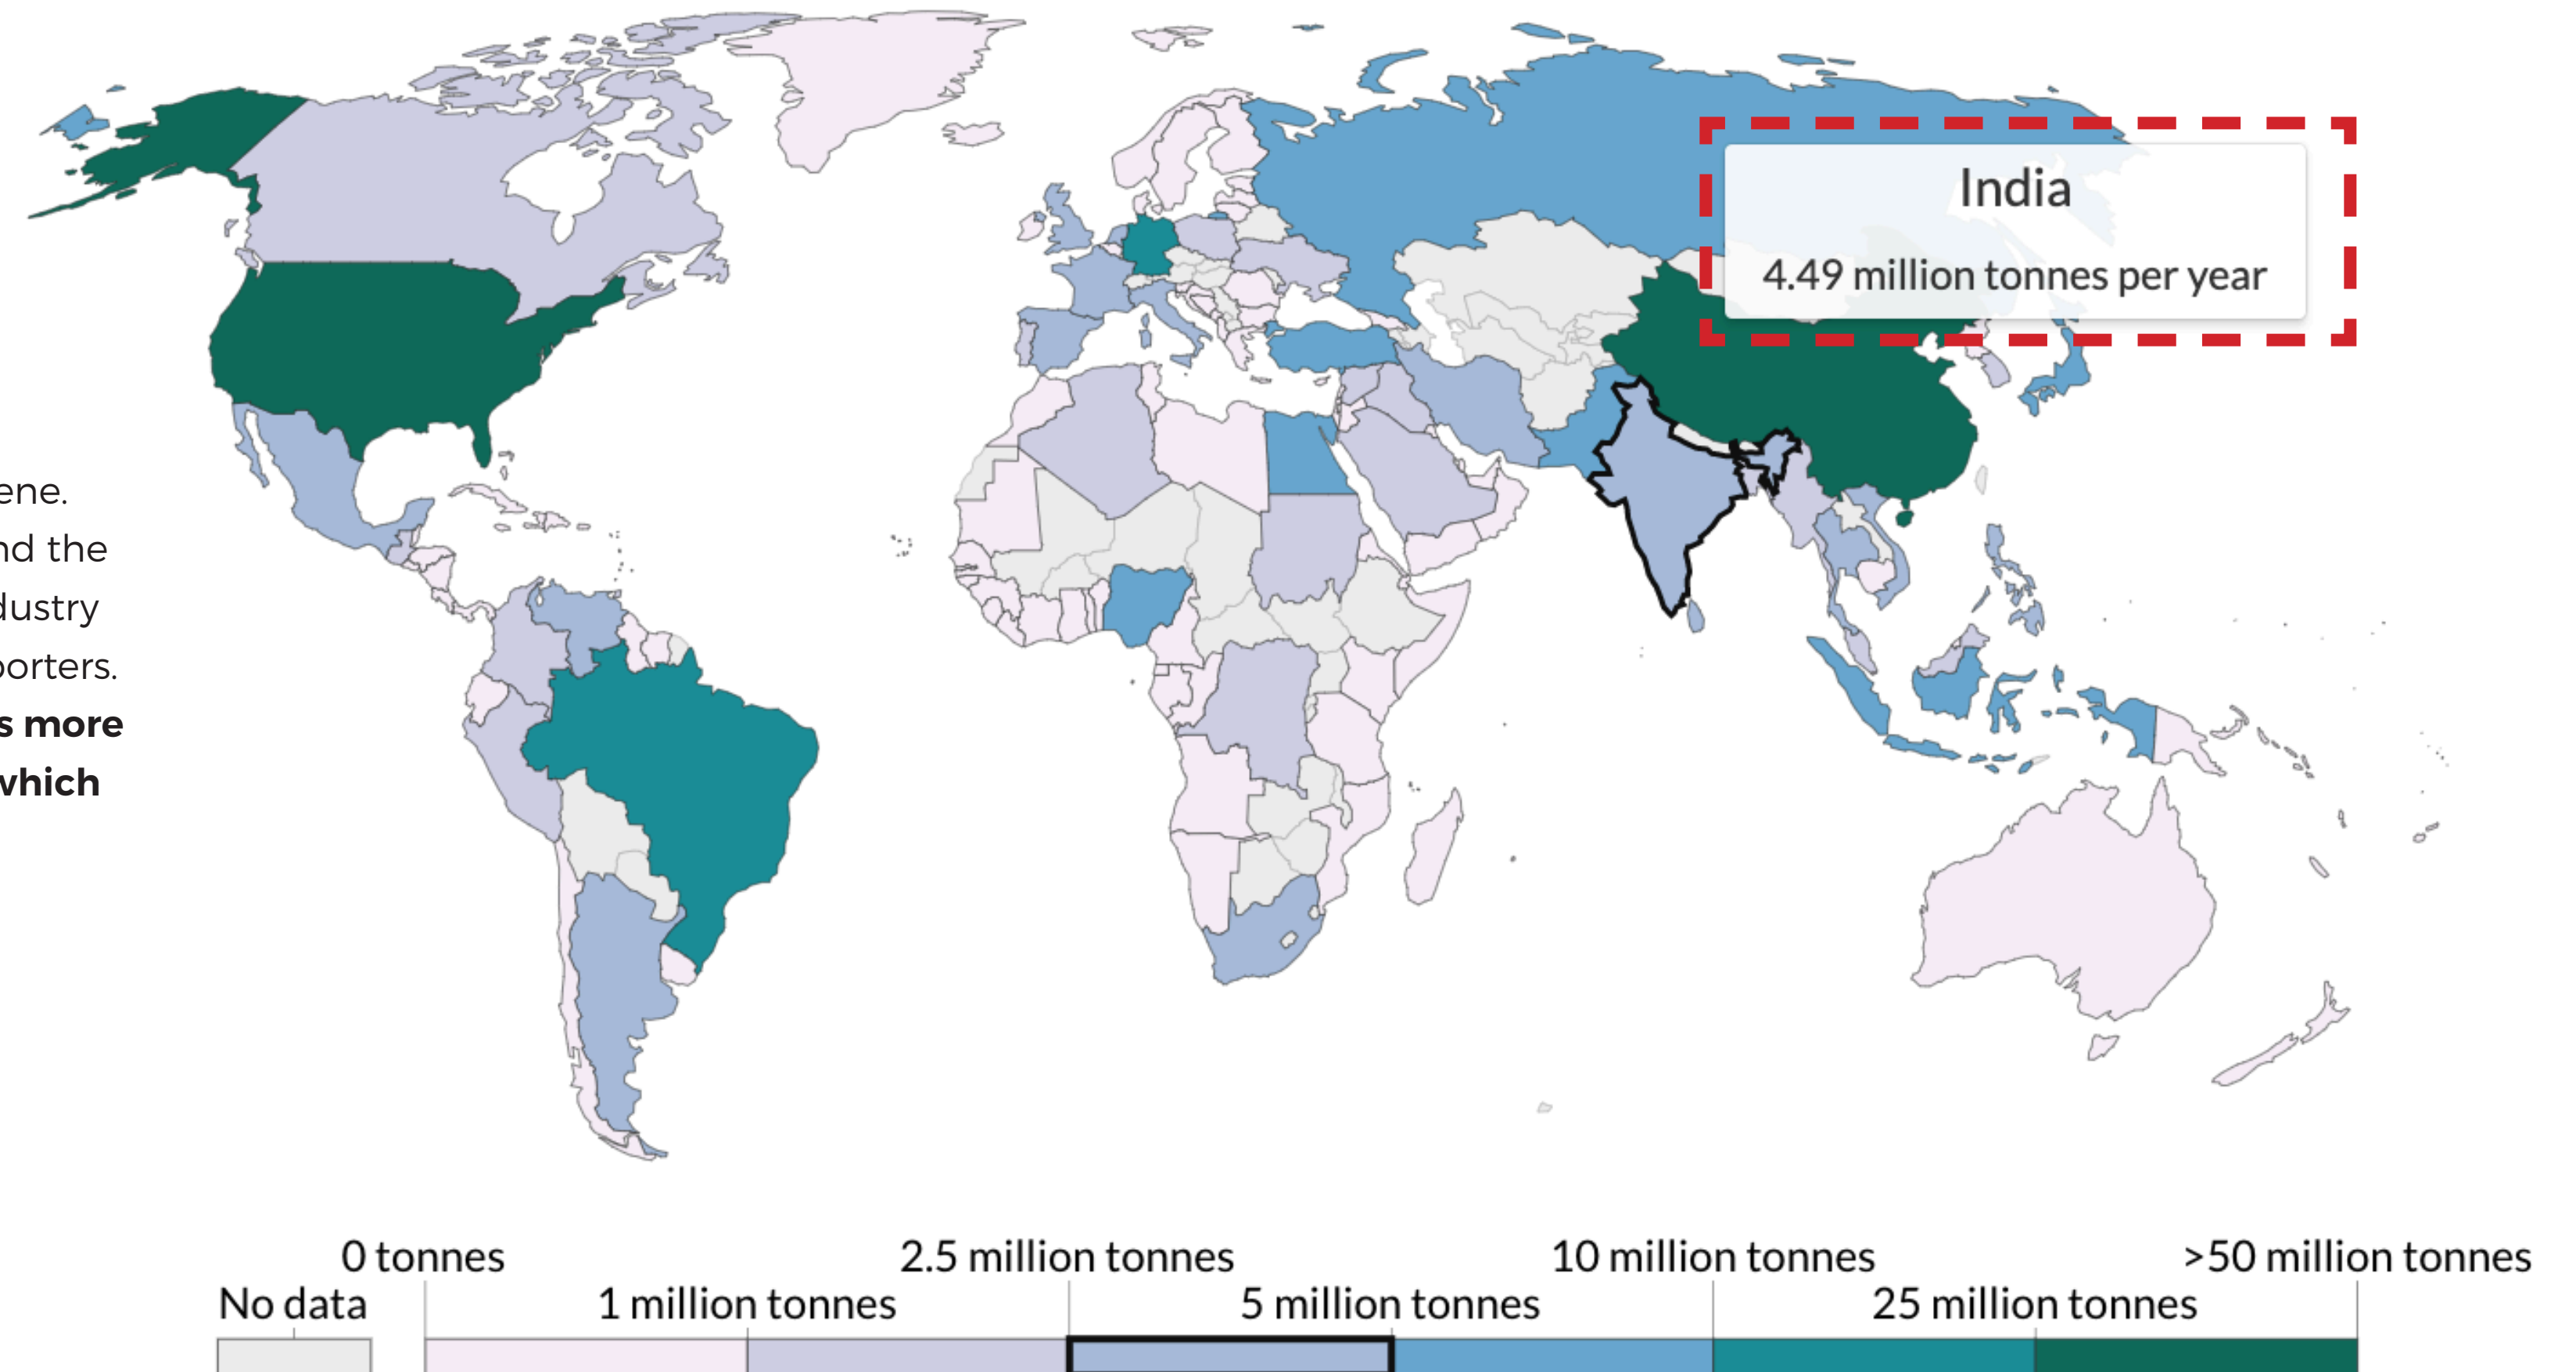 India
4.49 million tonnes per year
ene.
nd the
dustry
porters.
s more
which
0 tonnes
2.5 million tonnes
10 million tonnes
>50 million tonnes
No data
1 million tonnes
5 million tonnes
25 million tonnes